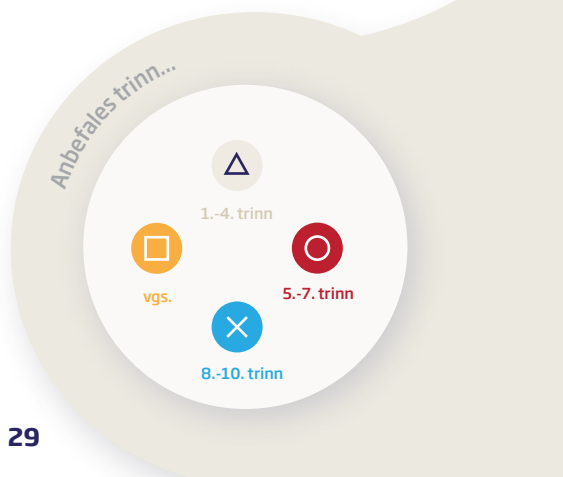 Anbefales trinn...
1.-4. trinn
vgs.
5.-7. trinn
8.-10. trinn
29